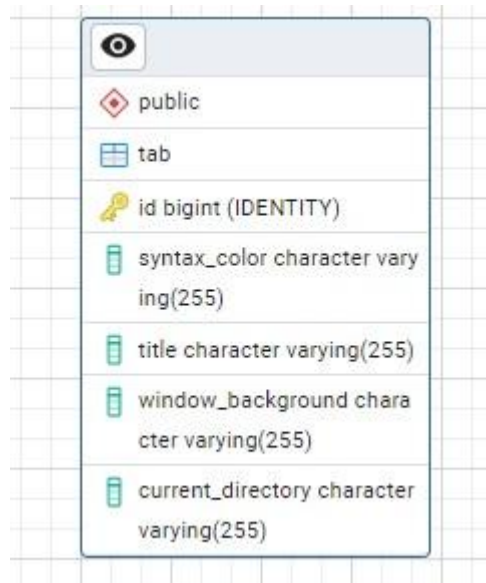 public
tab
id bigint (IDENTITY)
syntax_color character vary
ing(255)
title character varying(255)
window_background chara
cter varying(255)
current_directory character
varying(255)